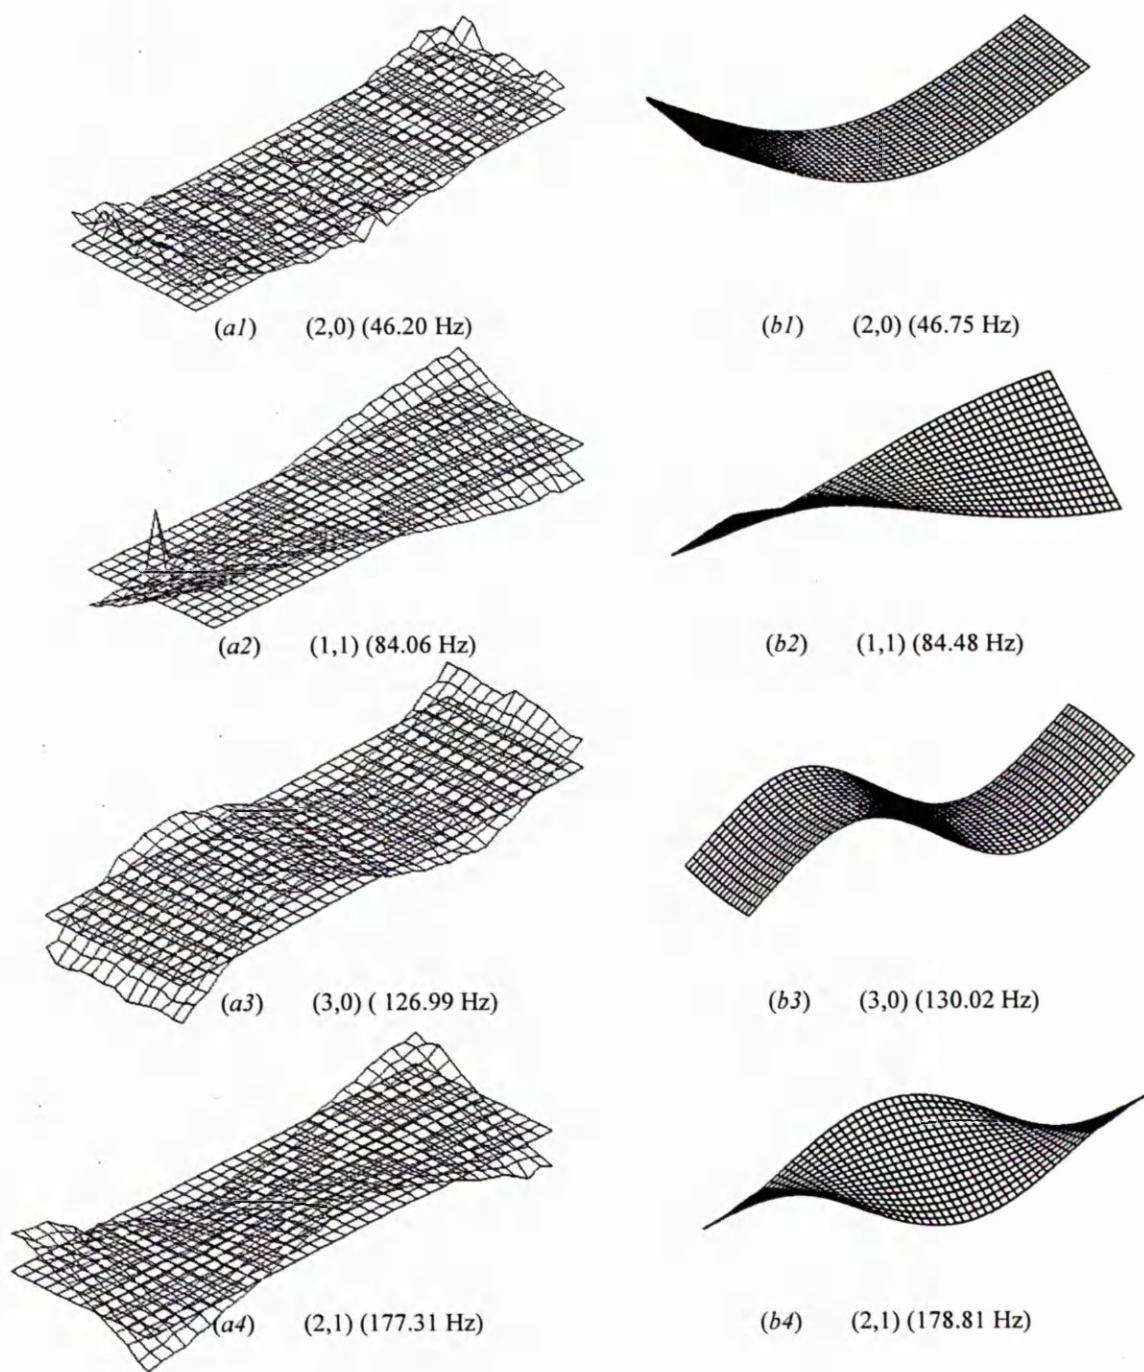 (a1) (2,0) (46.20 Hz)
(b1) (2,0) (46.75 Hz)
(a2) (1,1) (84.06 Hz)
(b2) (1,1) (84.48 Hz)
(a3) (3,0) ( 126.99 Hz)
(b3) (3,0) (130.02 Hz)
(a4) (2,1) (177.31 Hz)
(b4) (2,1) (178.81 Hz)